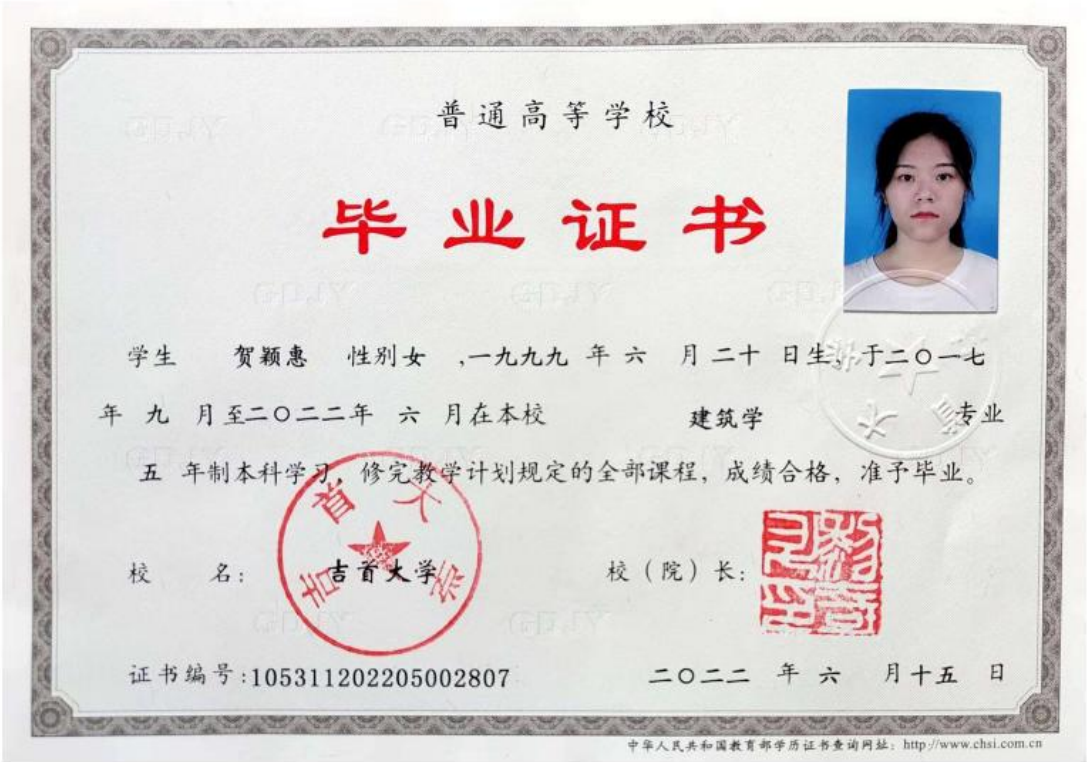 普通高等学校
毕业证书
学生 贺颖惠 性别女 ,一九九九 年 六 月 二十 日生,于二〇一七
年 九 月至二〇二二年 六 月在本校 建筑学 专业
五 年制本科学习,修完教学计划规定的全部课程,成绩合格,准予毕业。
吉首大学
校 名: 吉首大学 校(院)长:
证书编号:105311202205002807 二〇二二 年 六 月十五 日
中华人民共和国教育部学历证书查询网址:http://www.chsi.com.cn